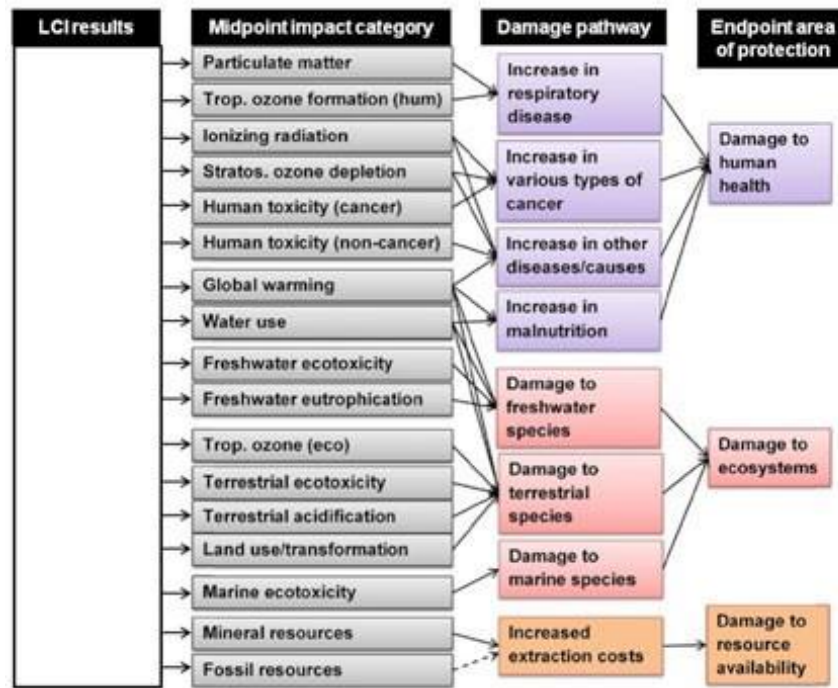 LCI results
Midpoint impact category
Damage pathway
Endpoint area
of protection
Particulate matter
Trop. ozone formation (hum)
Ionizing radiation
Stratos. ozone depletion
Human toxicity (cancer)
Human toxicity (non-cancer)
Global warming
Water use
Freshwater ecotoxicity
Freshwater eutrophication
Trop. ozone (eco)
Terrestrial ecotoxicity
Terrestrial acidification
Land use/transformation
Marine ecotoxicity
Mineral resources
Fossil resources
Increase in
respiratory
disease
Increase in
various types of
cancer
Increase in other
diseases/causes
Increase in
malnutrition
Damage to
freshwater
species
Damage to
terrestrial
species
Damage to
marine species
Increased
extraction costs
Damage to
human
health
Damage to
ecosystems
Damage to
resource
availability